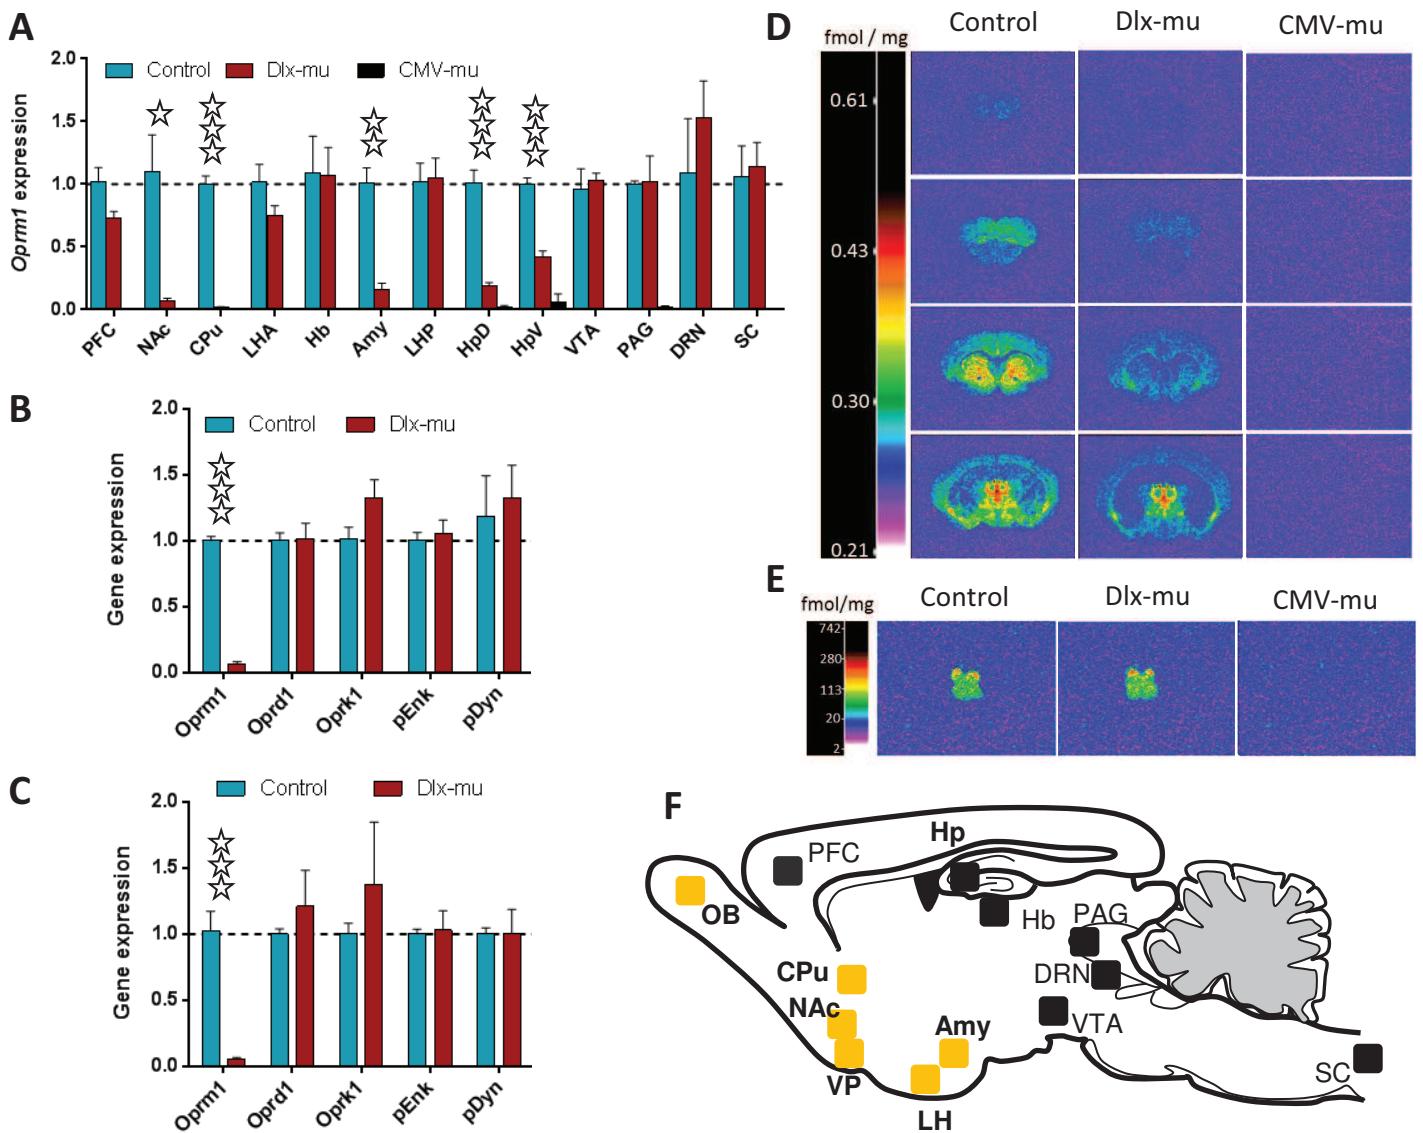 A
Control
Dlx-mu
CMV-mu
Oprm1 expression
2.0
1.5
1.0
0.5
0.0
PFC
NAc
CPu
LHA
Hb
Amy
LHP
HpD
HpV
VTA
PAG
DRN
SC
B
Control
Dlx-mu
Gene expression
2.0
1.5
1.0
0.5
0.0
Oprm1
Oprd1
Oprk1
pEnk
pDyn
C
Control
Dlx-mu
Gene expression
2.0
1.5
1.0
0.5
0.0
Oprm1
Oprd1
Oprk1
pEnk
pDyn
D
Control
Dlx-mu
CMV-mu
fmol / mg
0.61
0.43
0.30
0.21
E
Control
Dlx-mu
CMV-mu
fmol/mg
742
280
113
20
2
F
PFC
Hp
OB
Hb
PAG
CPu
DRN
NAc
Amy
VTA
VP
SC
LH